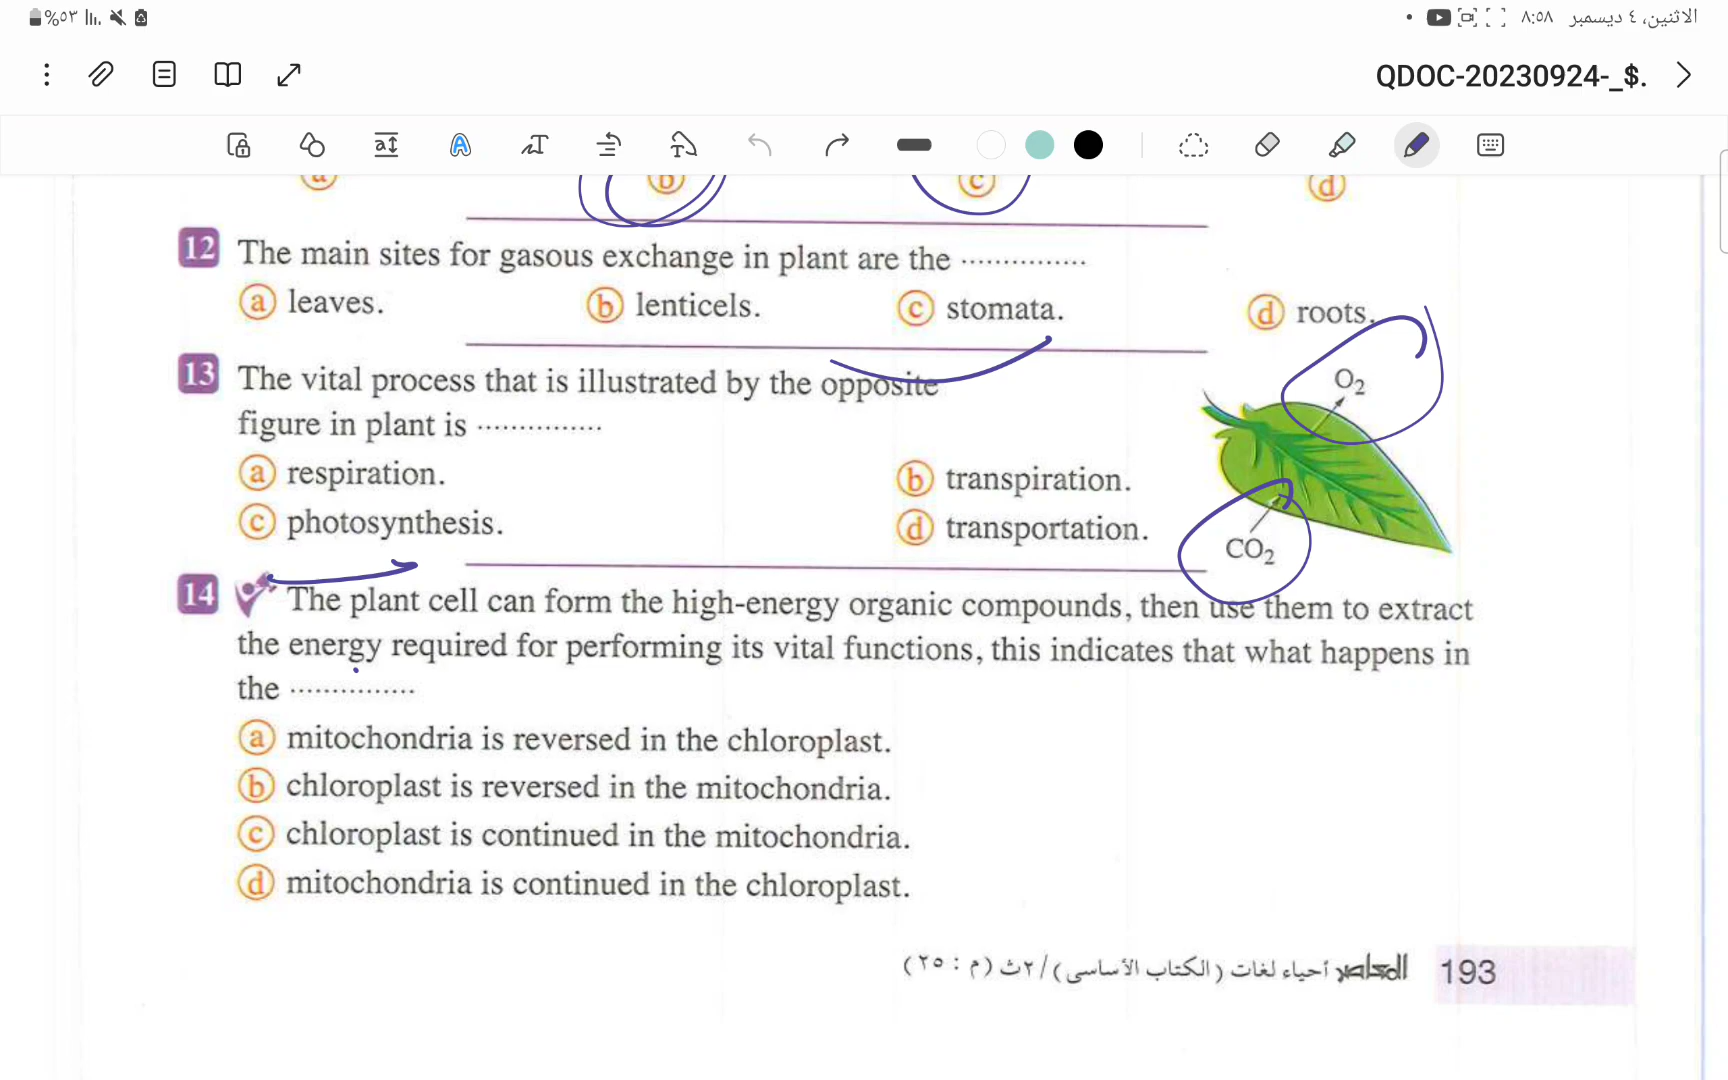 %٥٣
الاثنين، ٤ ديسمبر ٨:٥٨
QDOC-20230924-_$.
a b c d
12 The main sites for gasous exchange in plant are the ...............
a leaves. b lenticels. c stomata. d roots.
13 The vital process that is illustrated by the opposite
figure in plant is ...............
a respiration. b transpiration.
c photosynthesis. d transportation.
O2
CO2
14 The plant cell can form the high-energy organic compounds, then use them to extract
the energy required for performing its vital functions, this indicates that what happens in
the ...............
a mitochondria is reversed in the chloroplast.
b chloroplast is reversed in the mitochondria.
c chloroplast is continued in the mitochondria.
d mitochondria is continued in the chloroplast.
المعاصر أحياء لغات (الكتاب الأساسى) / ٢ث (م : ٢٥) 193